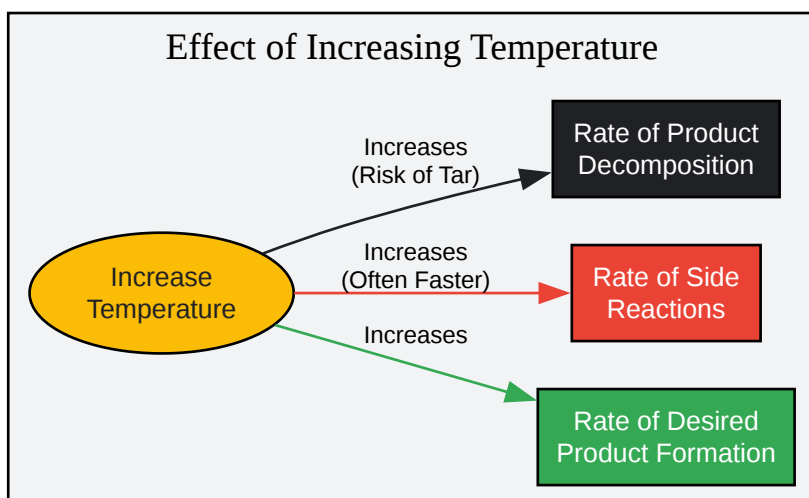 Effect of Increasing Temperature
Increases
(Risk of Tar)
Rate of Product
Decomposition
Increase
Temperature
Increases
(Often Faster)
Rate of Side
Reactions
Increases
Rate of Desired
Product Formation